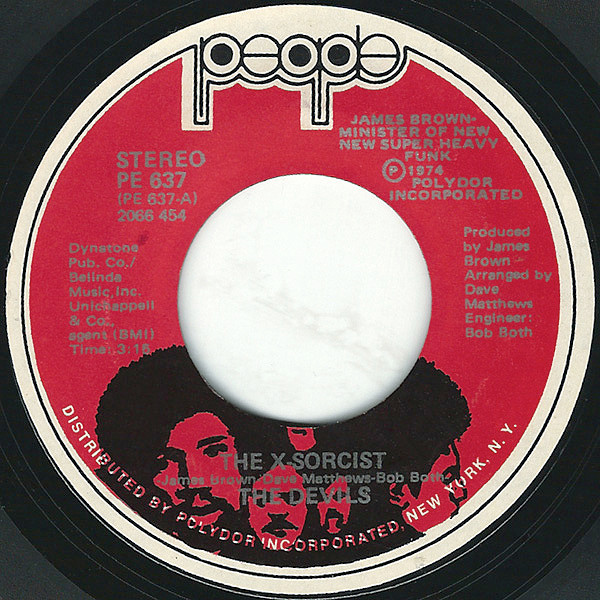 people
JAMES BROWN-
MINISTER OF NEW
NEW SUPER HEAVY
FUNK.
Ⓟ 1974
POLYDOR
INCORPORATED
STEREO
PE 637
(PE 637-A)
2066 454
Dynatone
Pub. Co./
Belinda
Music, Inc.
Unichappell
& Co.,
agent (BMI)
Time: 3:15
Produced
by James
Brown-
Arranged by
Dave
Matthews
Engineer:
Bob Both
THE X-SORCIST
James Brown-Dave Matthews-Bob Both
THE DEVILS
DISTRIBUTED BY POLYDOR INCORPORATED, NEW YORK, N. Y.